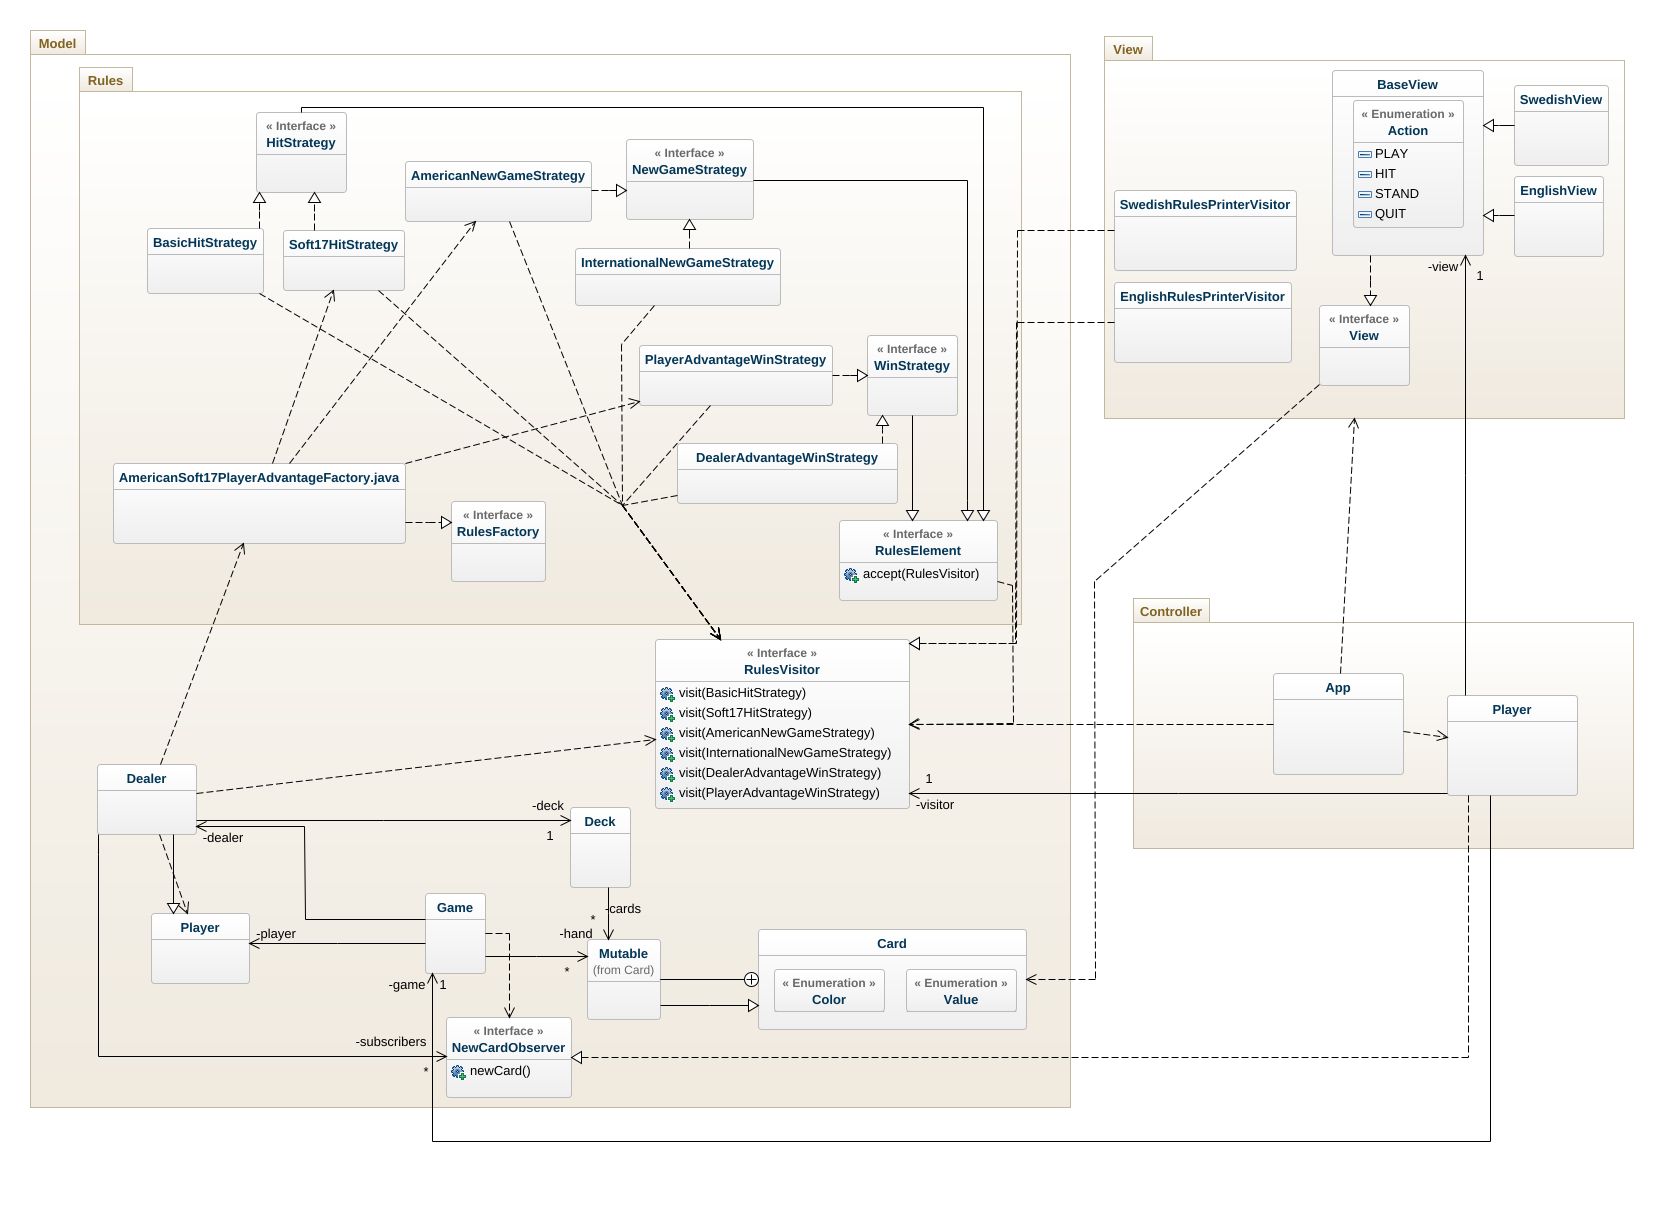 Model
Rules
« Interface »
HitStrategy
AmericanNewGameStrategy
« Interface »
NewGameStrategy
BasicHitStrategy
Soft17HitStrategy
InternationalNewGameStrategy
PlayerAdvantageWinStrategy
« Interface »
WinStrategy
DealerAdvantageWinStrategy
AmericanSoft17PlayerAdvantageFactory.java
« Interface »
RulesFactory
« Interface »
RulesElement
accept(RulesVisitor)
« Interface »
RulesVisitor
visit(BasicHitStrategy)
visit(Soft17HitStrategy)
visit(AmericanNewGameStrategy)
visit(InternationalNewGameStrategy)
visit(DealerAdvantageWinStrategy)
visit(PlayerAdvantageWinStrategy)
Dealer
-dealer
-deck
1
Deck
-cards
*
Game
Player
-player
-hand
*
Mutable
(from Card)
Card
« Enumeration »
Color
« Enumeration »
Value
-game
1
-subscribers
*
« Interface »
NewCardObserver
newCard()
View
BaseView
« Enumeration »
Action
PLAY
HIT
STAND
QUIT
SwedishView
EnglishView
SwedishRulesPrinterVisitor
EnglishRulesPrinterVisitor
-view
1
« Interface »
View
Controller
App
Player
1
-visitor